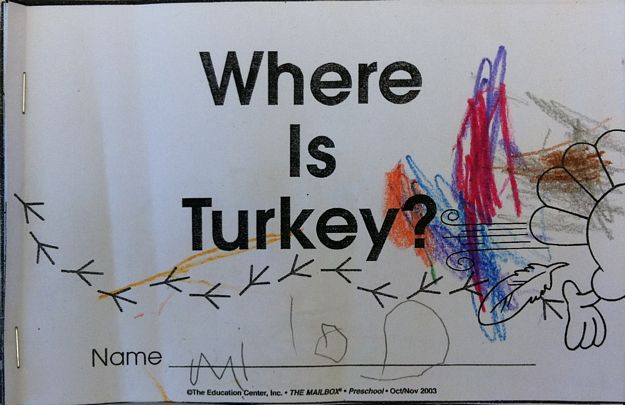 Where
Is
Turkey?
Name
©The Education Center, Inc. • THE MAILBOX® • Preschool • Oct/Nov 2003